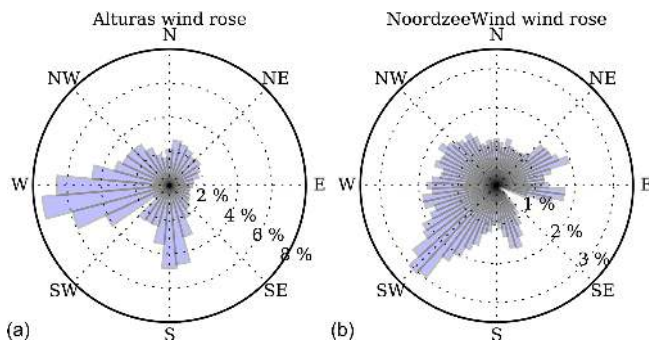 Alturas wind rose
N
NW
NE
W
E
2 %
4 %
6 %
8 %
SW
SE
S
(a)
NoordzeeWind wind rose
N
NW
NE
W
E
1 %
2 %
3 %
SW
SE
S
(b)